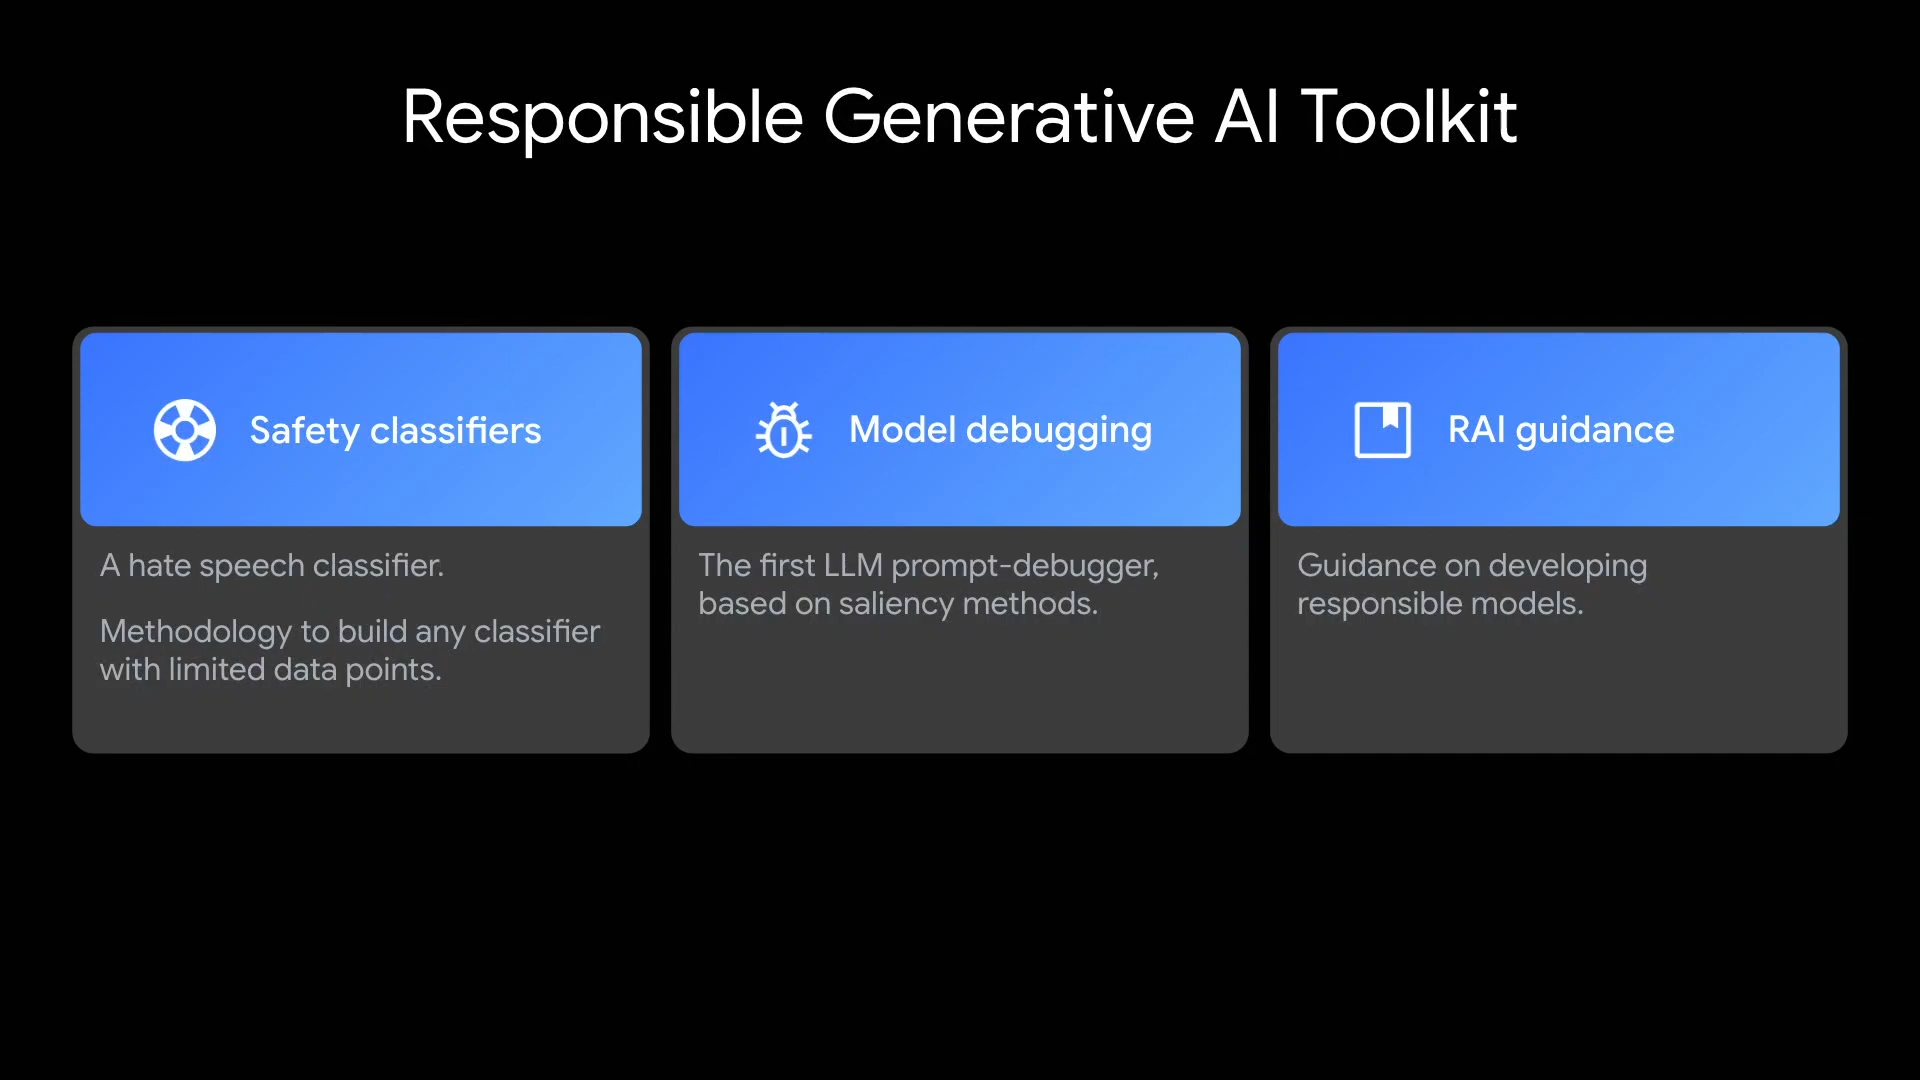 Responsible Generative AI Toolkit
Safety classifiers
A hate speech classifier.
Methodology to build any classifier
with limited data points.
Model debugging
The first LLM prompt-debugger,
based on saliency methods.
RAI guidance
Guidance on developing
responsible models.